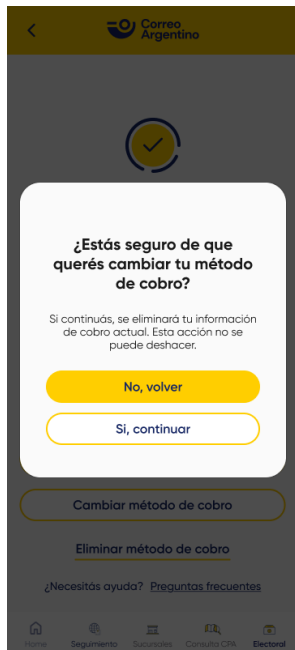 Correo
Argentino
¿Estás seguro de que
querés cambiar tu método
de cobro?
Si continuás, se eliminará tu información
de cobro actual. Esta acción no se
puede deshacer.
No, volver
Si, continuar
Cambiar método de cobro
Eliminar método de cobro
¿Necesitás ayuda? Preguntas frecuentes
Home Seguimiento Sucursales Consulta CPA Electoral